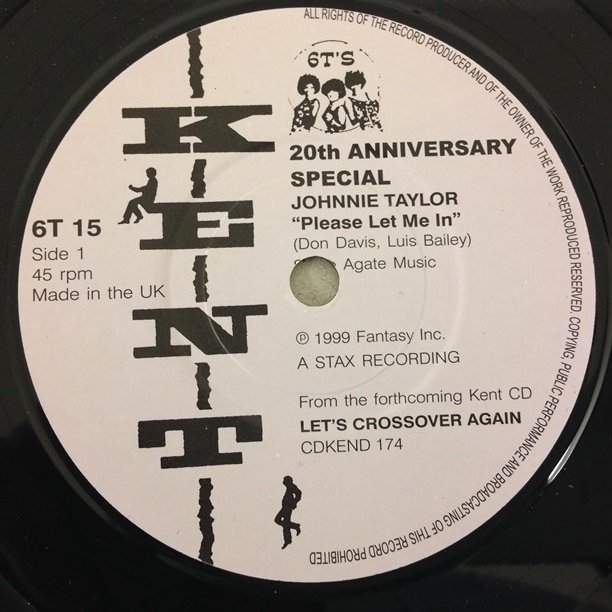 ALL RIGHTS OF THE RECORD PRODUCER AND OF THE OWNER OF THE WORK REPRODUCED RESERVED. COPYING, PUBLIC PERFORMANCE AND BROADCASTING OF THIS RECORD PROHIBITED
KENT
6T'S
20th ANNIVERSARY
SPECIAL
JOHNNIE TAYLOR
“Please Let Me In”
(Don Davis, Luis Bailey)
Agate Music
6T 15
Side 1
45 rpm
Made in the UK
℗ 1999 Fantasy Inc.
A STAX RECORDING
From the forthcoming Kent CD
LET'S CROSSOVER AGAIN
CDKEND 174